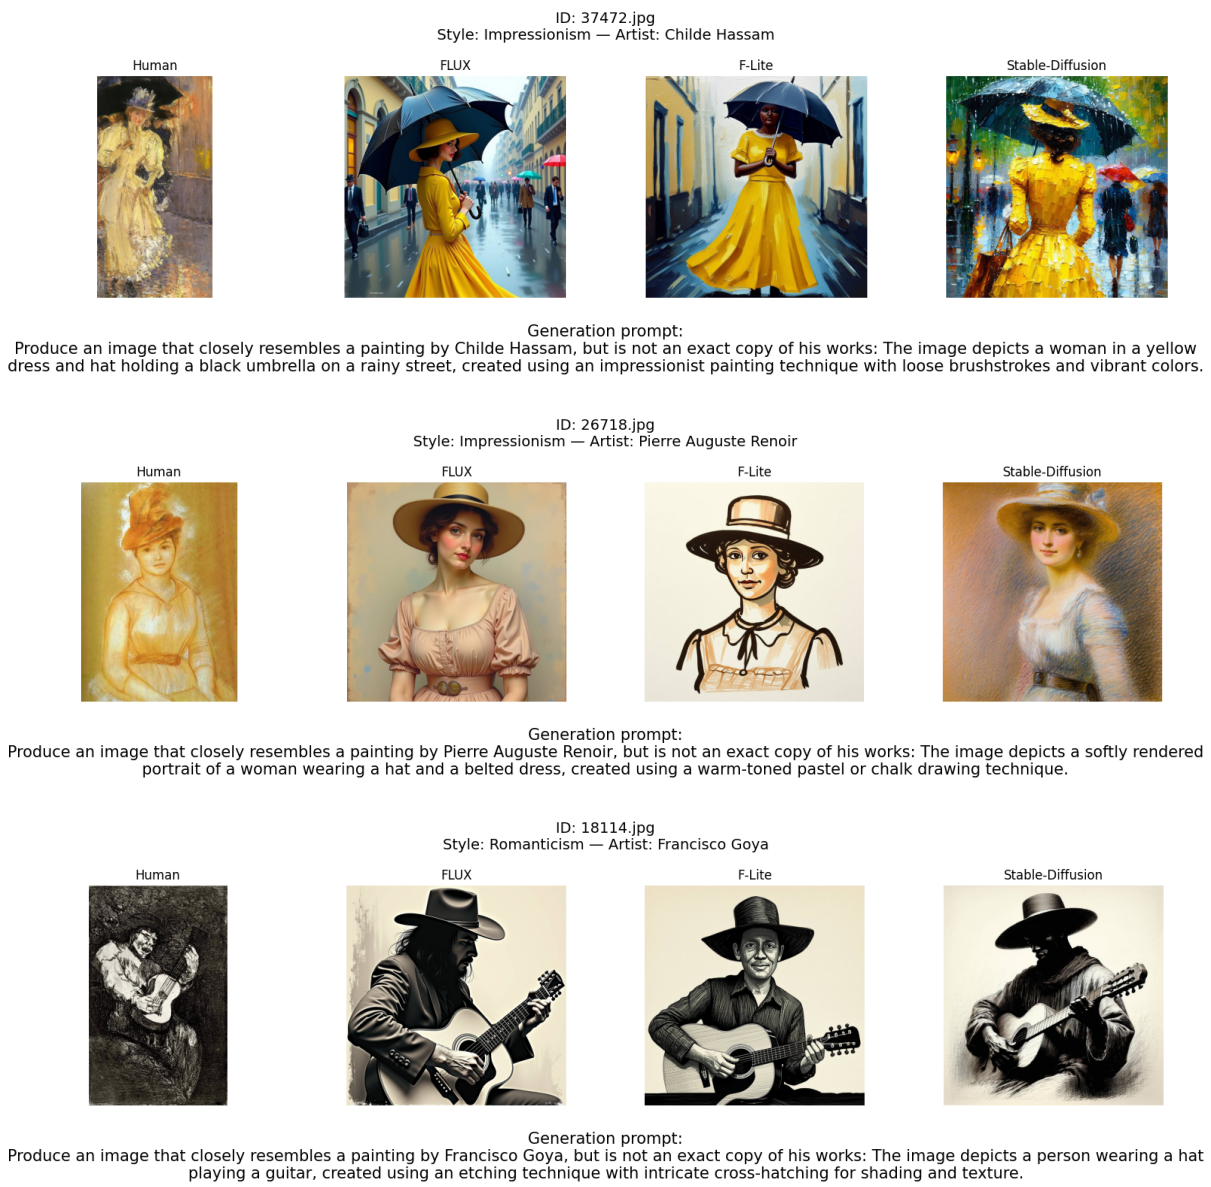 ID: 37472.jpg
Style: Impressionism — Artist: Childe Hassam
Human
FLUX
F-Lite
Stable-Diffusion
Generation prompt:
Produce an image that closely resembles a painting by Childe Hassam, but is not an exact copy of his works: The image depicts a woman in a yellow
dress and hat holding a black umbrella on a rainy street, created using an impressionist painting technique with loose brushstrokes and vibrant colors.
ID: 26718.jpg
Style: Impressionism — Artist: Pierre Auguste Renoir
Human
FLUX
F-Lite
Stable-Diffusion
Generation prompt:
Produce an image that closely resembles a painting by Pierre Auguste Renoir, but is not an exact copy of his works: The image depicts a softly rendered
portrait of a woman wearing a hat and a belted dress, created using a warm-toned pastel or chalk drawing technique.
ID: 18114.jpg
Style: Romanticism — Artist: Francisco Goya
Human
FLUX
F-Lite
Stable-Diffusion
Generation prompt:
Produce an image that closely resembles a painting by Francisco Goya, but is not an exact copy of his works: The image depicts a person wearing a hat
playing a guitar, created using an etching technique with intricate cross-hatching for shading and texture.